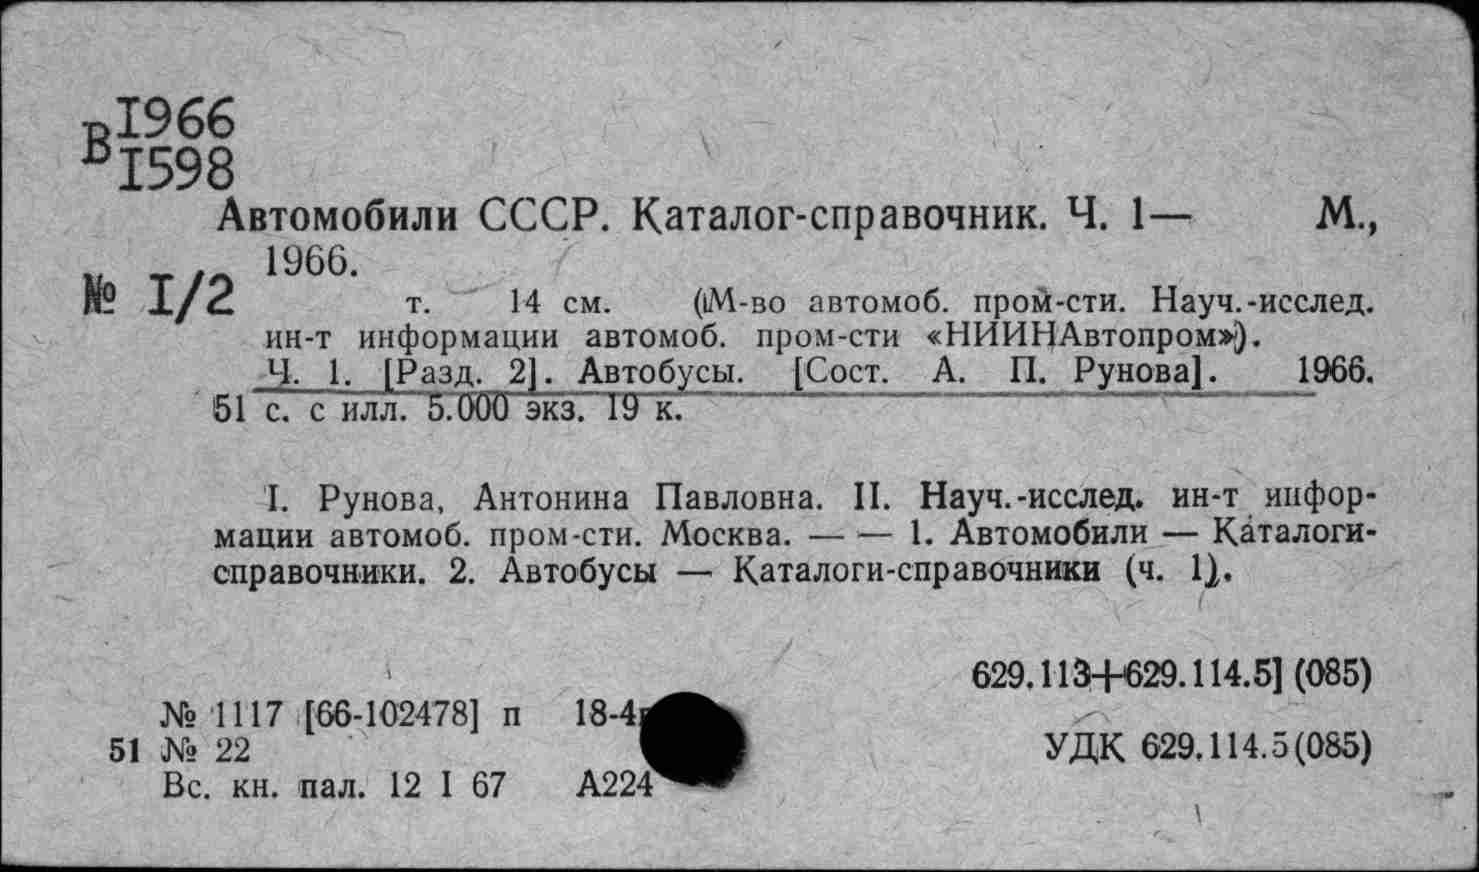 В I966
I598
Автомобили СССР. Каталог-справочник. Ч. 1— М.,
1966.
№ I/2
т. 14 см. (М-во автомоб. пром-сти. Науч.-исслед.
ин-т информации автомоб. пром-сти «НИИНАвтопром»).
Ч. 1. [Разд. 2]. Автобусы. [Сост. А. П. Рунова]. 1966.
51 с. с илл. 5.000 экз. 19 к.
I. Рунова, Антонина Павловна. II. Науч.-исслед. ин-т инфор-
мации автомоб. пром-сти. Москва. — — 1. Автомобили — Каталоги-
справочники. 2. Автобусы — Каталоги-справочники (ч. 1).
629.113+629.114.5] (085)
№ 1117 [66-102478] п 18-4
51 № 22
УДК 629.114.5(085)
Вс. кн. пал. 12 I 67 А224